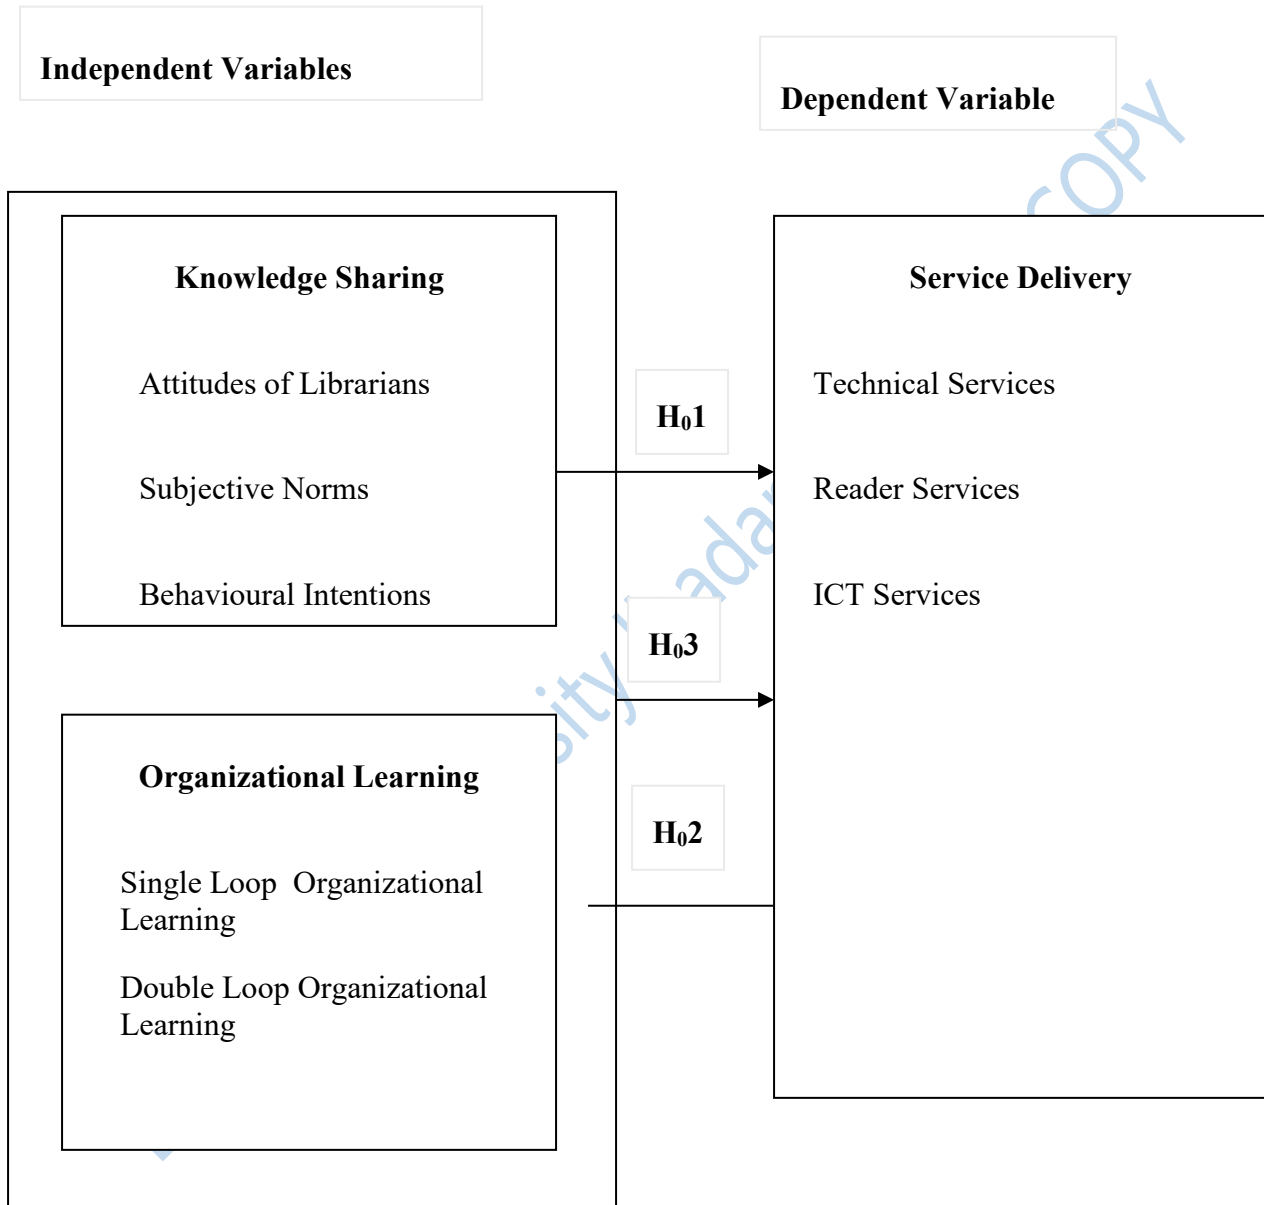 Independent Variables
Dependent Variable
Knowledge Sharing
Attitudes of Librarians
Subjective Norms
Behavioural Intentions
H₀1
H₀3
H₀2
Organizational Learning
Single Loop Organizational
Learning
Double Loop Organizational
Learning
Service Delivery
Technical Services
Reader Services
ICT Services
COPY